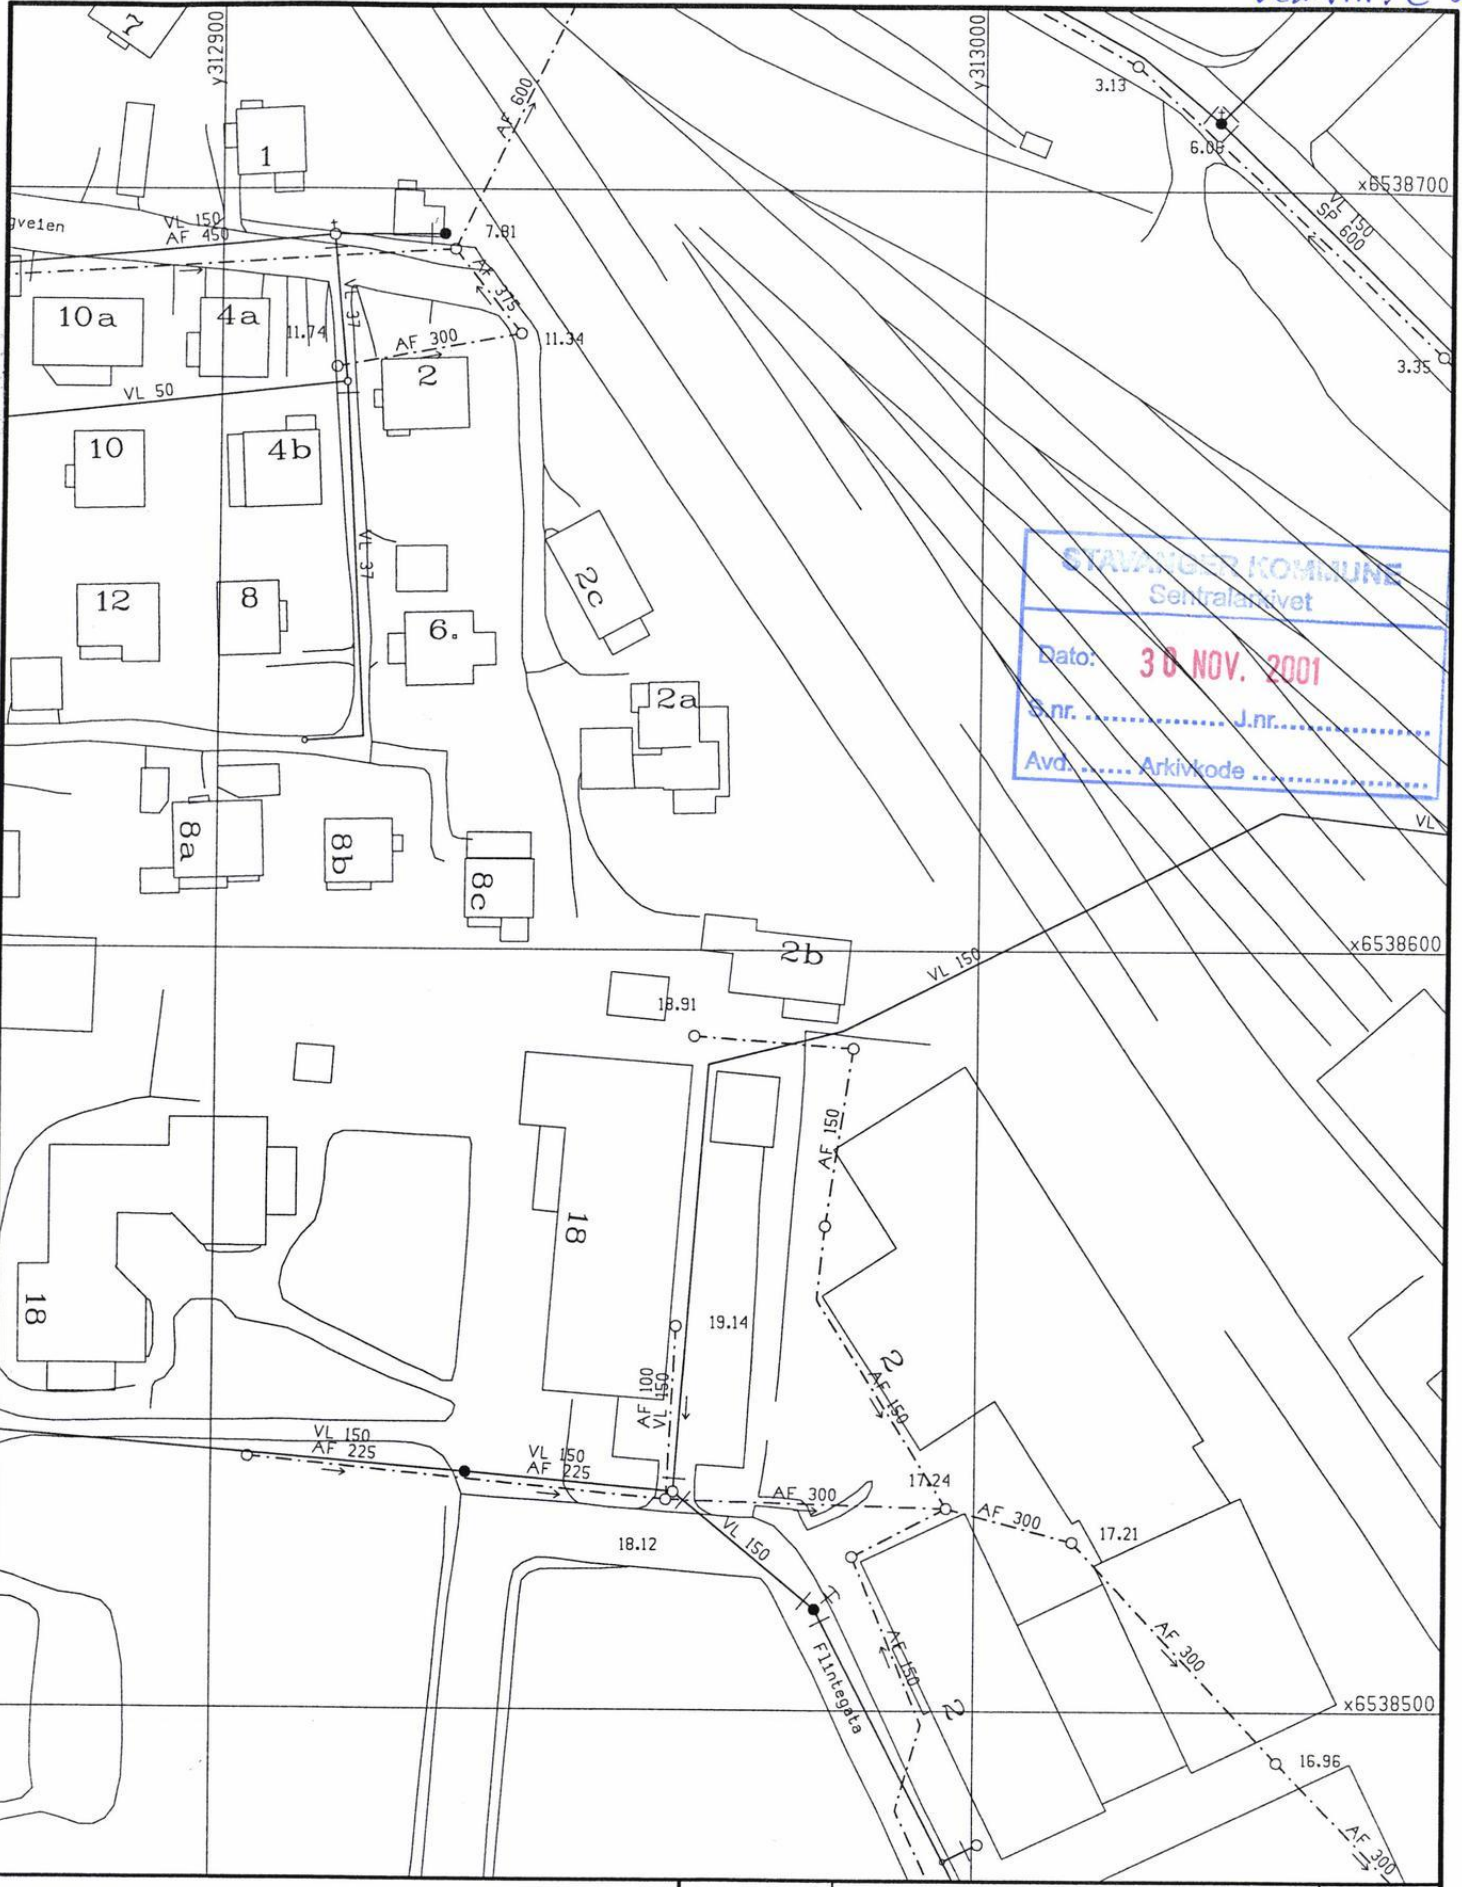 7
y312900
AF 600
y313000
3.13
6.06
1
x6538700
gveien
VL 150
AF 450
7.81
VL 150
SP 600
AF 375
10a
4a
11.74
VL 37
AF 300
11.34
2
3.35
VL 50
10
4b
VL 37
2c
STAVANGER KOMMUNE
Sentralarkivet
Dato: 30 NOV. 2001
S.nr. .................. J.nr....................
Avd. ...... Arkivkode ......................
12
8
6.
2a
8a
8b
8c
VL
2b
x6538600
VL 150
18.91
AF 150
18
18
19.14
2
AF 150
AF 100
VL 150
VL 150
AF 225
VL 150
AF 225
17.24
AF 300
AF 300
17.21
VL 150
18.12
AF 300
AF 150
Flintegata
2
x6538500
16.96
AF 300